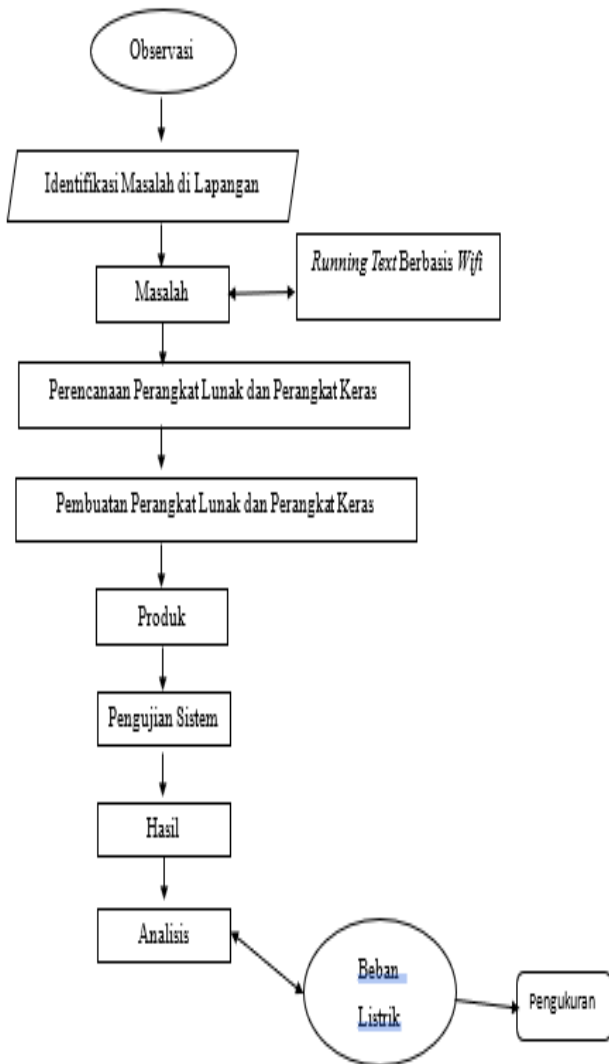 Observasi
Identifikasi Masalah di Lapangan
Running Text Berbasis Wifi
Masalah
Perencanaan Perangkat Lunak dan Perangkat Keras
Pembuatan Perangkat Lunak dan Perangkat Keras
Produk
Pengujian Sistem
Hasil
Analisis
Beban
Listrik
Pengukuran